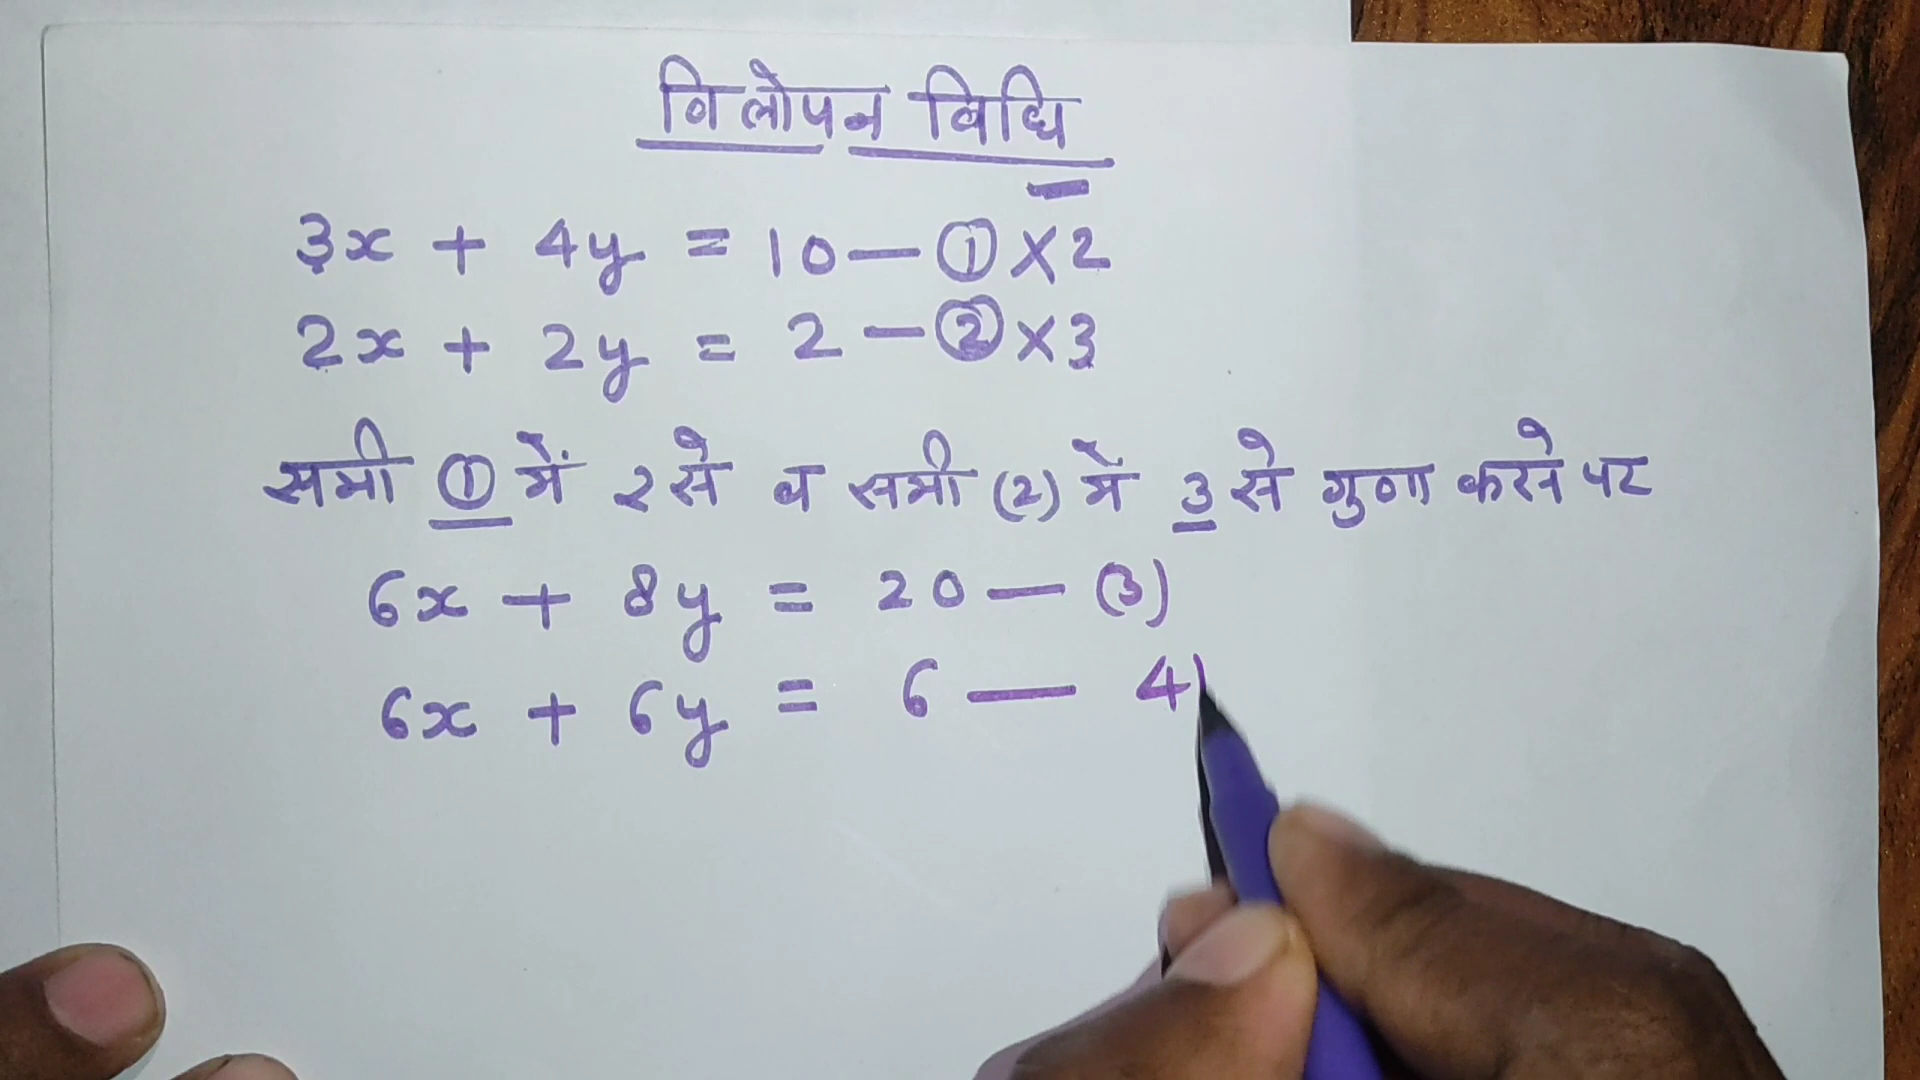 विलोपन विधि
3x + 4y = 10 — ① × 2
2x + 2y = 2 — ② × 3
समी ① में 2 से व समी (2) में 3 से गुणा करने पर
6x + 8y = 20 — (3)
6x + 6y = 6 — 4)